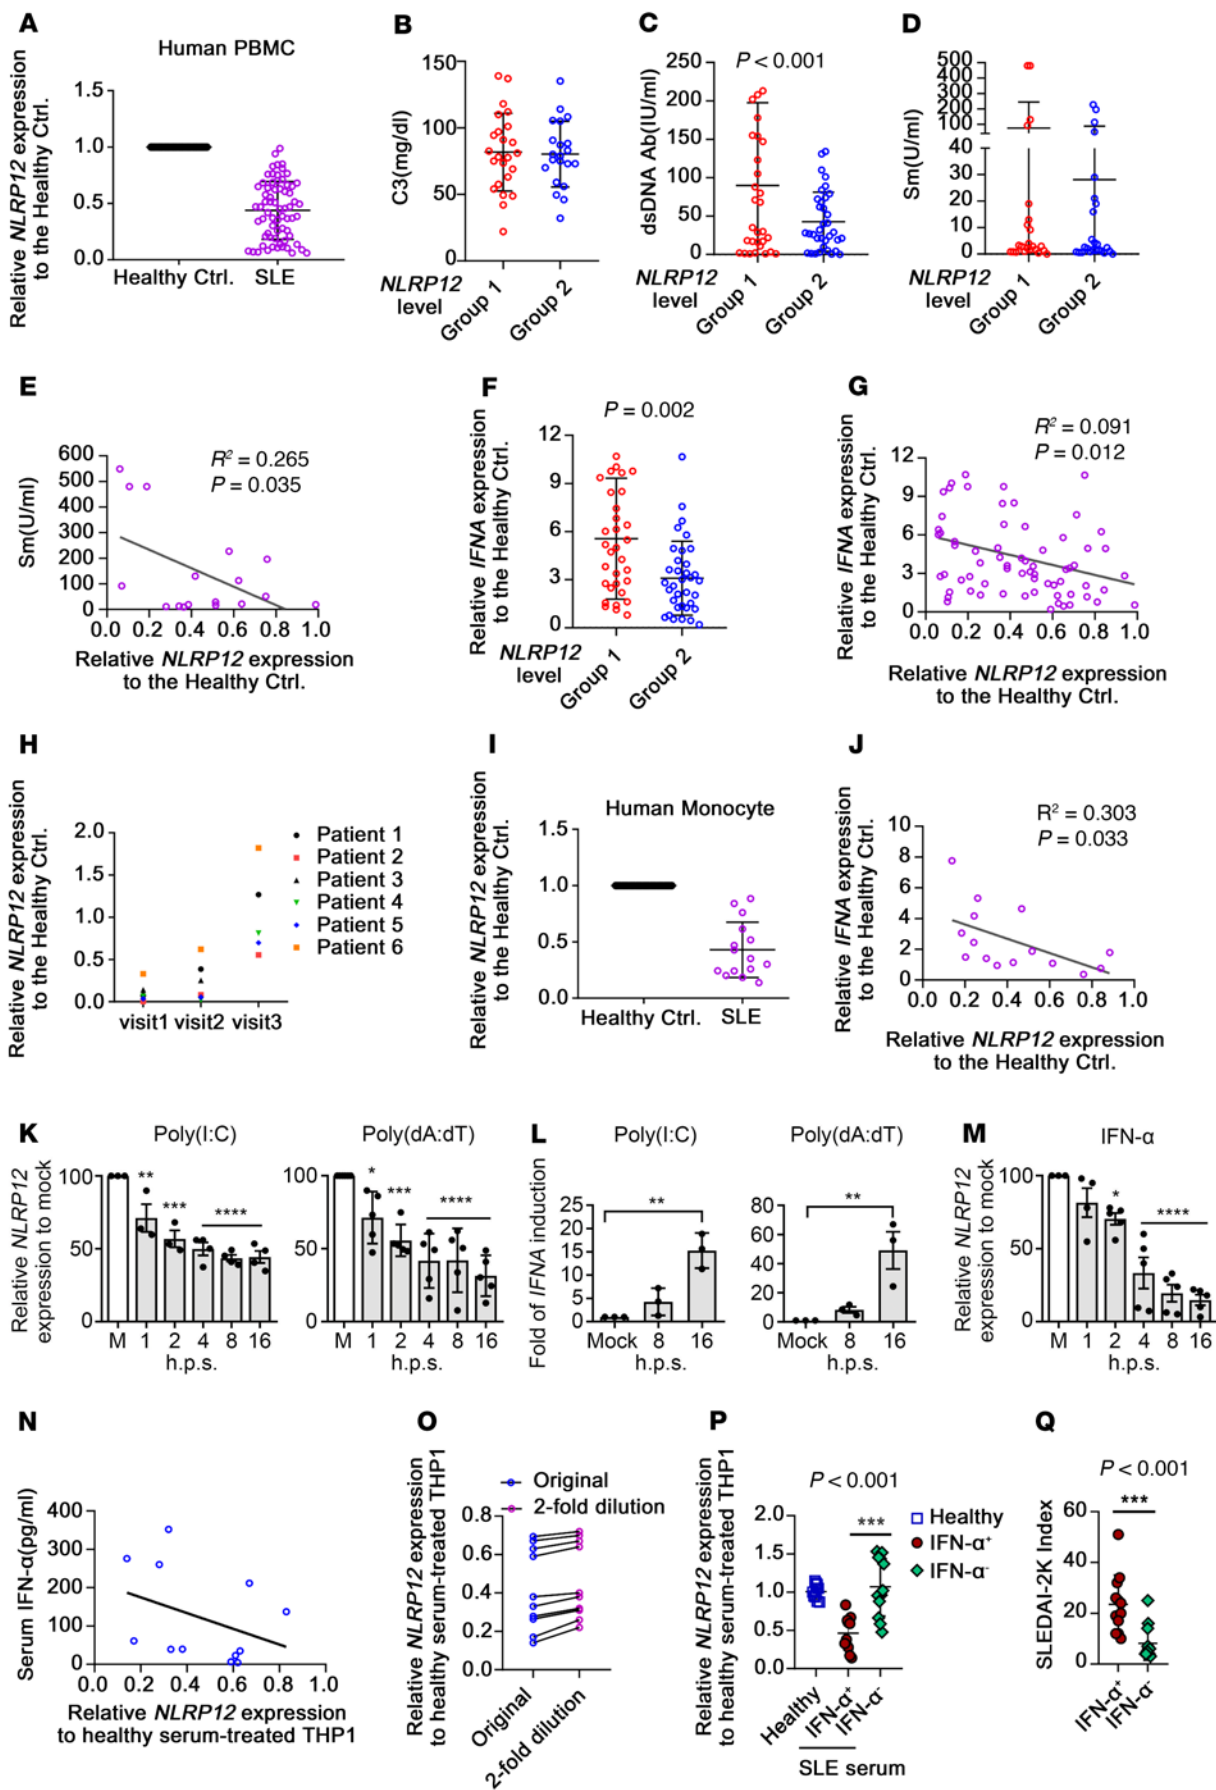 A
Human PBMC
Relative NLRP12 expression
to the Healthy Ctrl.
1.5
1.0
0.5
0.0
Healthy Ctrl.
SLE
B
C3(mg/dl)
150
100
50
0
NLRP12
level
Group 1
Group 2
C
P < 0.001
dsDNA Ab(IU/ml)
250
200
150
100
50
0
NLRP12
level
Group 1
Group 2
D
Sm(U/ml)
500
400
300
200
100
40
30
20
10
0
NLRP12
level
Group 1
Group 2
E
R² = 0.265
P = 0.035
Sm(U/ml)
600
500
400
300
200
100
0
0.0 0.2 0.4 0.6 0.8 1.0
Relative NLRP12 expression
to the Healthy Ctrl.
F
P = 0.002
Relative IFNA expression
to the Healthy Ctrl.
12
9
6
3
0
NLRP12
level
Group 1
Group 2
G
R² = 0.091
P = 0.012
Relative IFNA expression
to the Healthy Ctrl.
12
9
6
3
0
0.0 0.2 0.4 0.6 0.8 1.0
Relative NLRP12 expression
to the Healthy Ctrl.
H
Relative NLRP12 expression
to the Healthy Ctrl.
2.0
1.5
1.0
0.5
0.0
visit1 visit2 visit3
Patient 1
Patient 2
Patient 3
Patient 4
Patient 5
Patient 6
I
Human Monocyte
Relative NLRP12 expression
to the Healthy Ctrl.
1.5
1.0
0.5
0.0
Healthy Ctrl.
SLE
J
R² = 0.303
P = 0.033
Relative IFNA expression
to the Healthy Ctrl.
10
8
6
4
2
0
0.0 0.2 0.4 0.6 0.8 1.0
Relative NLRP12 expression
to the Healthy Ctrl.
K
Poly(I:C)
Relative NLRP12
expression to mock
100
50
0
** *** ****
M 1 2 4 8 16
h.p.s.
Poly(dA:dT)
100
50
0
* *** ****
M 1 2 4 8 16
h.p.s.
L
Poly(I:C)
Fold of IFNA induction
25
20
15
10
5
0
**
Mock 8 16
h.p.s.
Poly(dA:dT)
80
60
40
20
0
**
Mock 8 16
h.p.s.
M
IFN-α
Relative NLRP12
expression to mock
100
50
0
* ****
M 1 2 4 8 16
h.p.s.
N
Serum IFN-α(pg/ml)
400
300
200
100
0
0.0 0.2 0.4 0.6 0.8 1.0
Relative NLRP12 expression
to healthy serum-treated THP1
O
Relative NLRP12 expression
to healthy serum-treated THP1
Original
2-fold dilution
0.8
0.6
0.4
0.2
0.0
Original
2-fold dilution
P
P < 0.001
Relative NLRP12 expression
to healthy serum-treated THP1
2.0
1.5
1.0
0.5
0.0
***
Healthy
IFN-α⁺
IFN-α⁻
Healthy
IFN-α⁺
IFN-α⁻
SLE serum
Q
P < 0.001
***
SLEDAI-2K Index
60
40
20
0
IFN-α⁺
IFN-α⁻